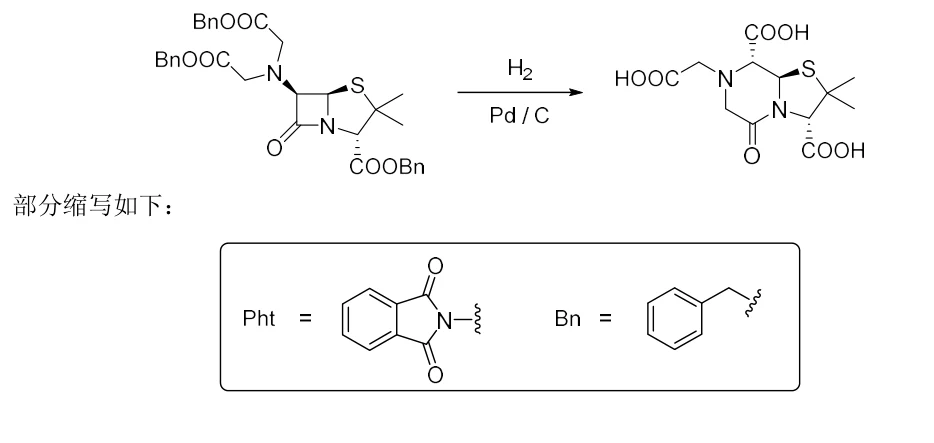 BnOOC
BnOOC
N
S
N
O
COOBn
H2
Pd / C
COOH
HOOC
N
S
N
O
COOH
部分缩写如下：
Pht = O N O
Bn =